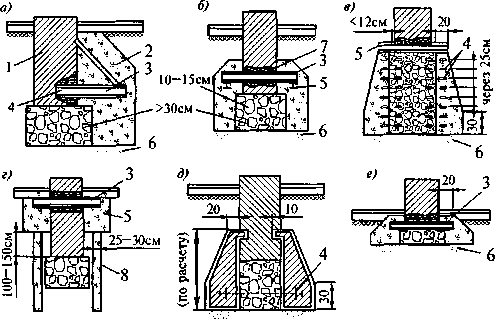 а)
1
2
3
4
10–15см
>30см
6
б)
7
3
5
6
в)
<12см
20
5
4
через 25см
30
6
г)
3
5
25–30см
100–150см
8
д)
20
10
(по расчету)
4
30
е)
20
3
6